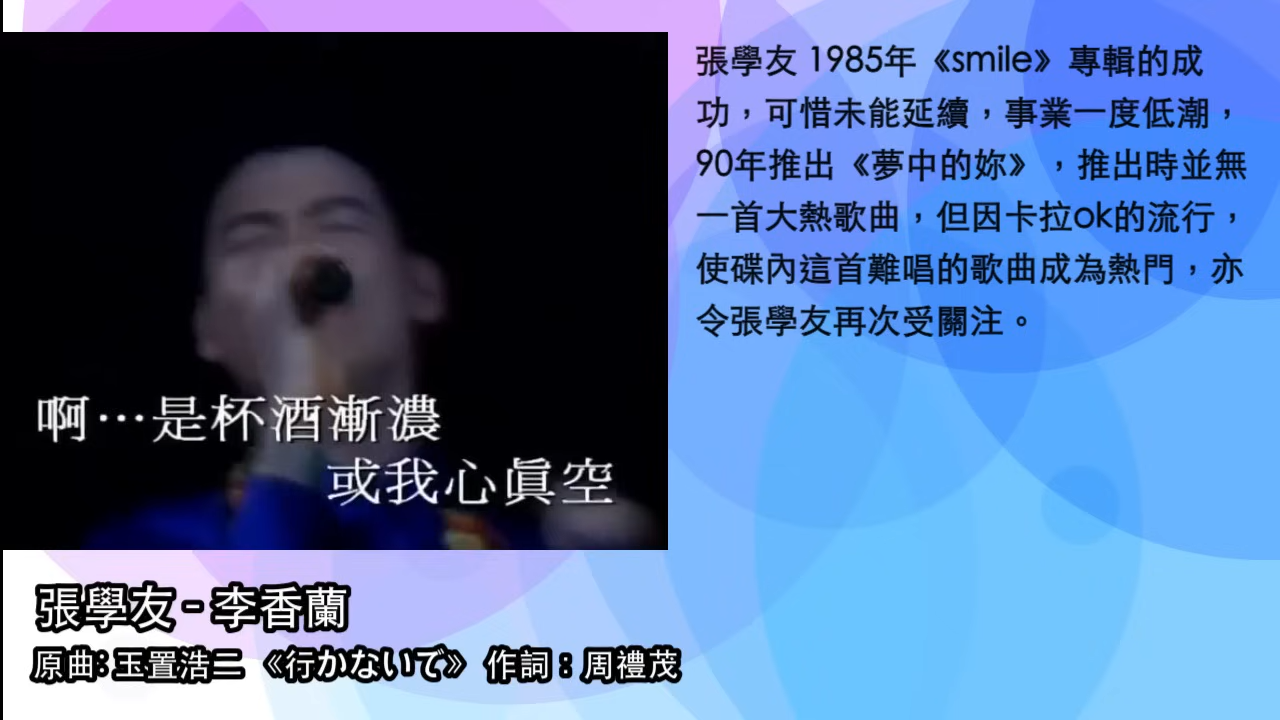 張學友 1985年《smile》專輯的成
功，可惜未能延續，事業一度低潮，
90年推出《夢中的妳》，推出時並無
一首大熱歌曲，但因卡拉ok的流行，
使碟內這首難唱的歌曲成為熱門，亦
令張學友再次受關注。
啊…是杯酒漸濃
或我心眞空
張學友-李香蘭
原曲:玉置浩二《行かないで》 作詞：周禮茂